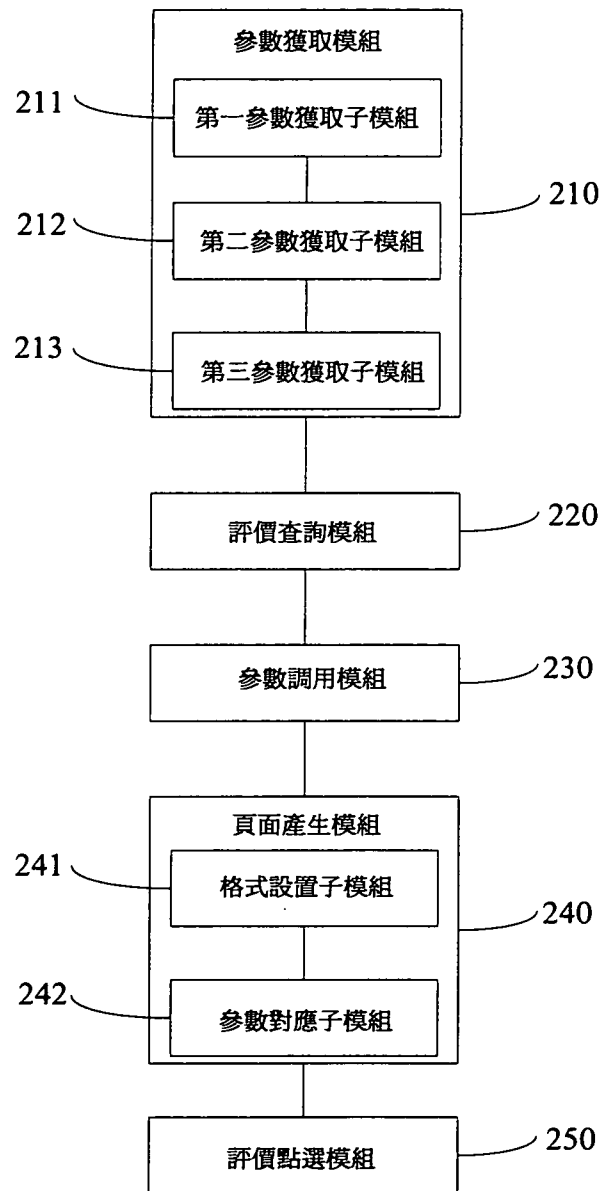 參數獲取模組
211
第一參數獲取子模組
210
212
第二參數獲取子模組
213
第三參數獲取子模組
220
評價查詢模組
230
參數調用模組
頁面產生模組
241
格式設置子模組
240
242
參數對應子模組
250
評價點選模組